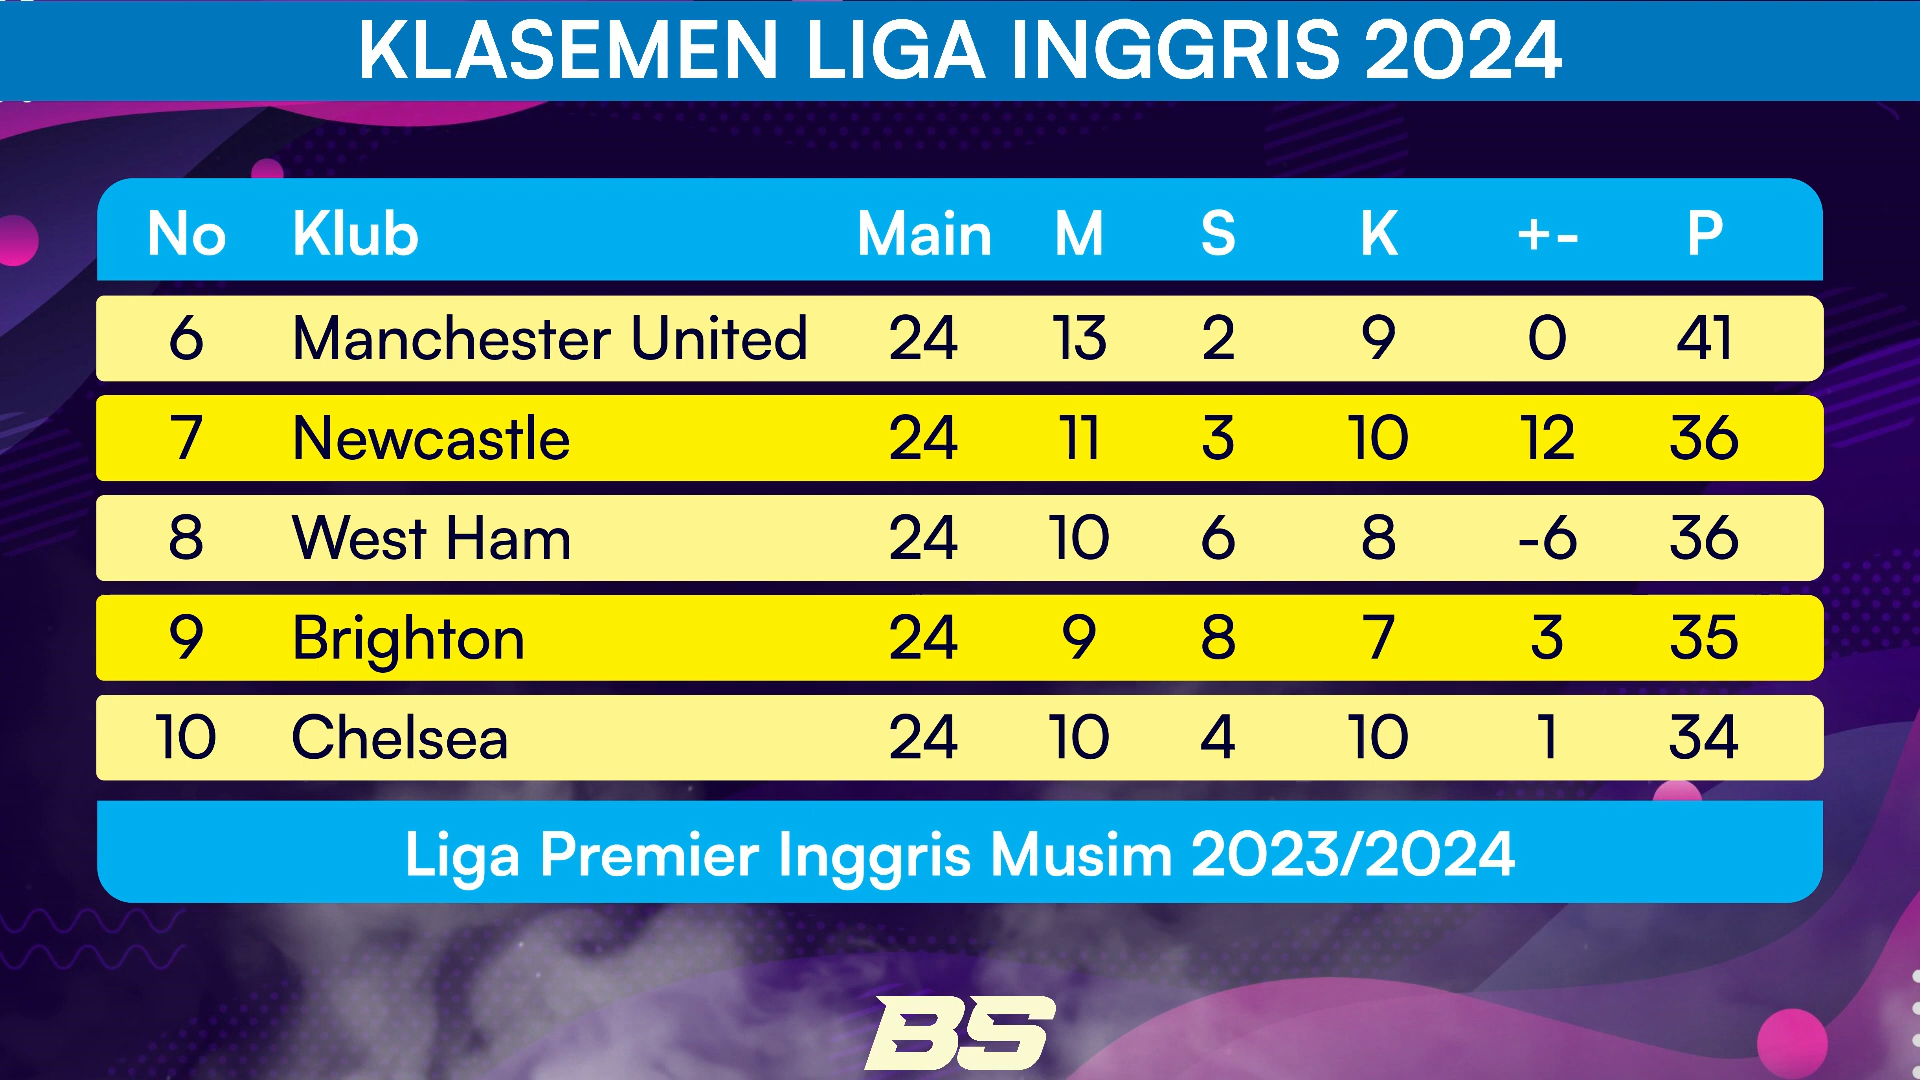 KLASEMEN LIGA INGGRIS 2024
No Klub Main M S K +- P
6 Manchester United 24 13 2 9 0 41
7 Newcastle 24 11 3 10 12 36
8 West Ham 24 10 6 8 -6 36
9 Brighton 24 9 8 7 3 35
10 Chelsea 24 10 4 10 1 34
Liga Premier Inggris Musim 2023/2024
BS